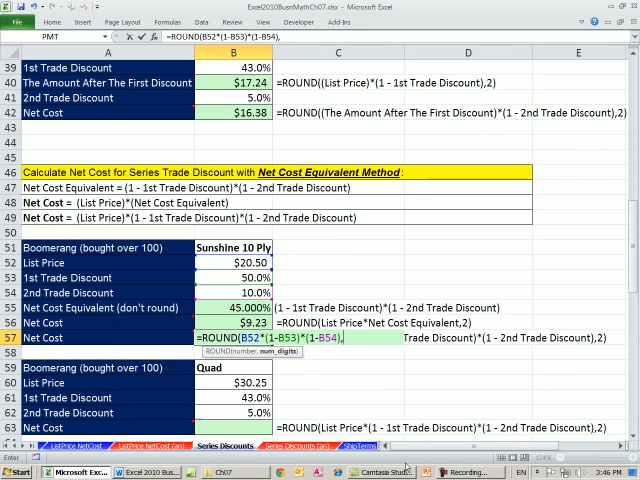 Excel2010BusnMathCh07.xlsx
File Home Insert Page Layout Formulas Data Review View Developer Add-Ins
PMT =ROUND(B52*(1-B53)*(1-B54),
A B C D E
39 1st Trade Discount 43.0%
40 The Amount After The First Discount $17.24 =ROUND((List Price)*(1 - 1st Trade Discount),2)
41 2nd Trade Discount 5.0%
42 Net Cost $16.38 =ROUND((The Amount After The First Discount)*(1 - 2nd Trade Discount),2)
43
44
45
46 Calculate Net Cost for Series Trade Discount with Net Cost Equivalent Method:
47 Net Cost Equivalent = (1 - 1st Trade Discount)*(1 - 2nd Trade Discount)
48 Net Cost = (List Price)*(Net Cost Equivalent)
49 Net Cost = (List Price)*(1 - 1st Trade Discount)*(1 - 2nd Trade Discount)
50
51 Boomerang (bought over 100) Sunshine 10 Ply
52 List Price $20.50
53 1st Trade Discount 50.0%
54 2nd Trade Discount 10.0%
55 Net Cost Equivalent (don't round) 45.000% (1 - 1st Trade Discount)*(1 - 2nd Trade Discount)
56 Net Cost $9.23 =ROUND(List Price*Net Cost Equivalent,2)
57 Net Cost =ROUND(B52*(1-B53)*(1-B54), Trade Discount)*(1 - 2nd Trade Discount),2)
58 ROUND(number, num_digits)
59 Boomerang (bought over 100) Quad
60 List Price $30.25
61 1st Trade Discount 43.0%
62 2nd Trade Discount 5.0%
63 Net Cost =ROUND(List Price*(1 - 1st Trade Discount)*(1 - 2nd Trade Discount),2)
ListPrice NetCost ListPrice NetCost (an) Series Discounts Series Discounts (an) ShipTerms
Enter 124%
Start Microsoft Exc... Excel 2010 Busi... Ch07 Camtasia Studi... Recording... EN 3:46 PM